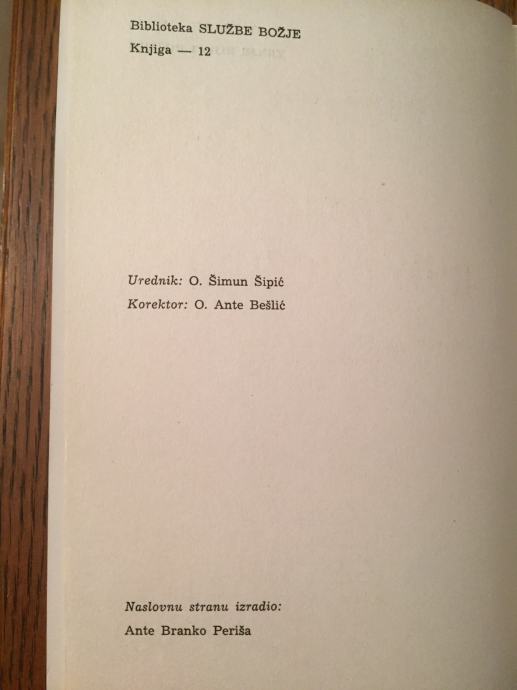 Biblioteka SLUŽBE BOŽJE
Knjiga — 12
Urednik: O. Šimun Šipić
Korektor: O. Ante Bešlić
Naslovnu stranu izradio:
Ante Branko Periša